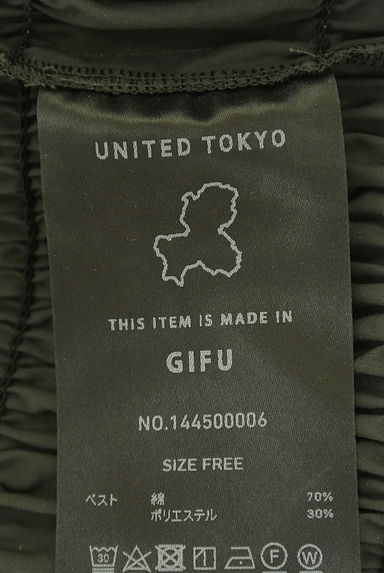 UNITED TOKYO
THIS ITEM IS MADE IN
GIFU
NO.144500006
SIZE FREE
ベスト 綿 70%
ポリエステル 30%
30 F W